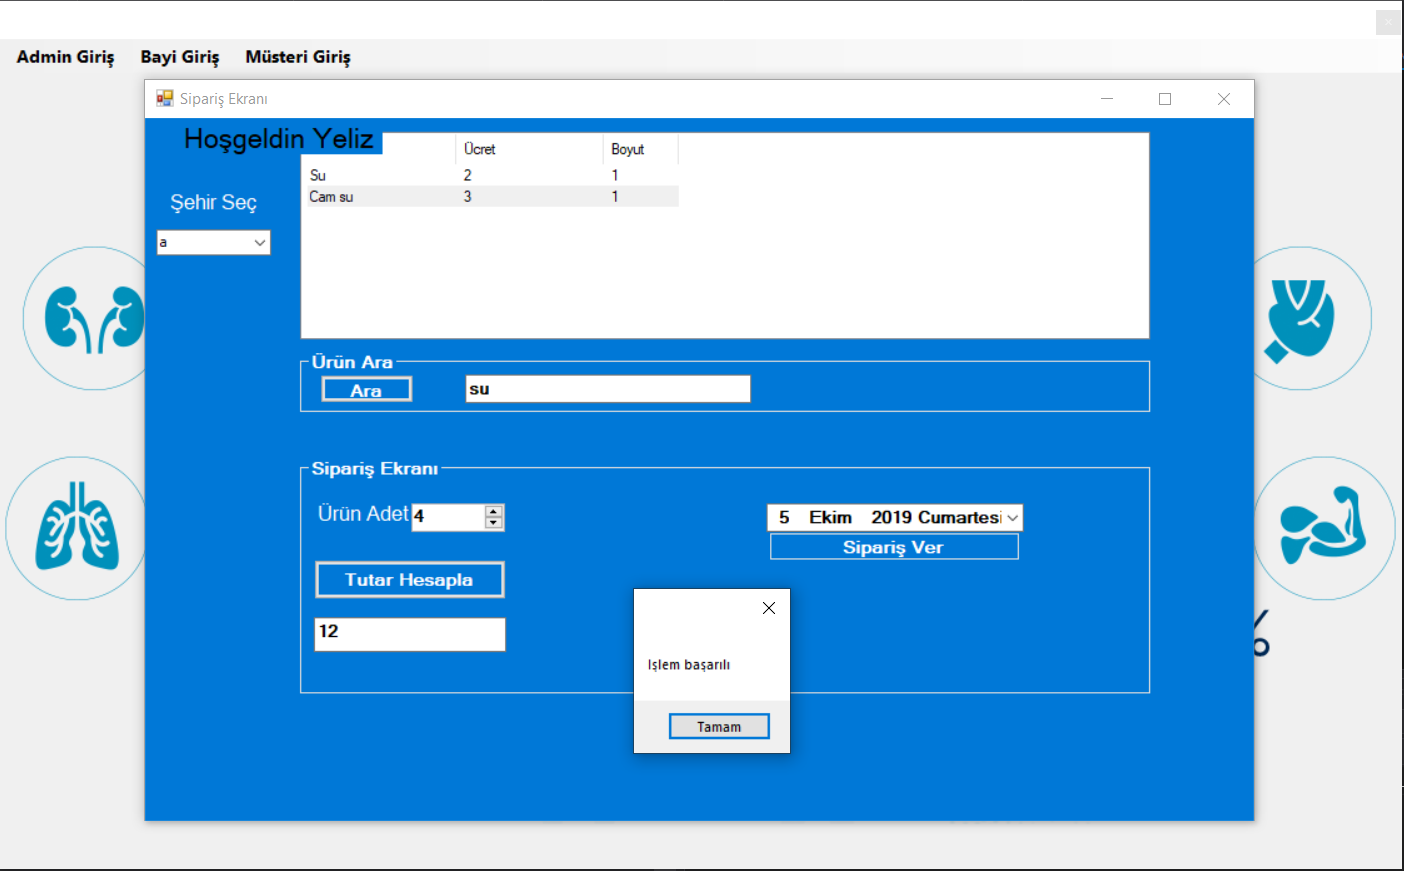 Admin Giriş Bayi Giriş Müsteri Giriş
Sipariş Ekranı
Hoşgeldin Yeliz
Ücret Boyut
Su 2 1
Cam su 3 1
Şehir Seç
a
Ürün Ara
Ara su
Sipariş Ekranı
Ürün Adet 4
5 Ekim 2019 Cumartesi
Sipariş Ver
Tutar Hesapla
12
%
Işlem başarılı
Tamam